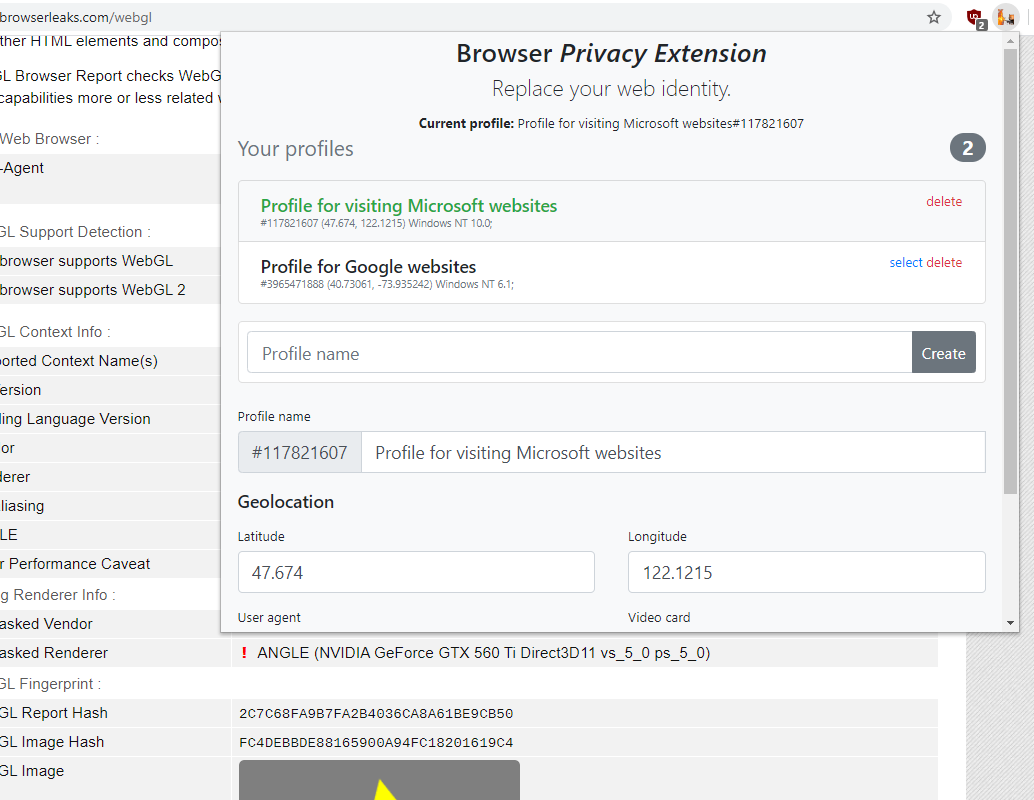 browserleaks.com/webgl
2
ther HTML elements and compos
GL Browser Report checks WebG
capabilities more or less related
Browser Privacy Extension
Replace your web identity.
Current profile: Profile for visiting Microsoft websites#117821607
Your profiles
2
Profile for visiting Microsoft websites
delete
#117821607 (47.674, 122.1215) Windows NT 10.0;
Profile for Google websites
select delete
#3965471888 (40.73061, -73.935242) Windows NT 6.1;
Profile name
Create
Profile name
#117821607
Profile for visiting Microsoft websites
Geolocation
Latitude
Longitude
47.674
122.1215
User agent
Video card
Web Browser :
-Agent
GL Support Detection :
browser supports WebGL
browser supports WebGL 2
GL Context Info :
ported Context Name(s)
ersion
ling Language Version
or
derer
liasing
LE
r Performance Caveat
g Renderer Info :
asked Vendor
asked Renderer
! ANGLE (NVIDIA GeForce GTX 560 Ti Direct3D11 vs_5_0 ps_5_0)
GL Fingerprint :
GL Report Hash
2C7C68FA9B7FA2B4036CA8A61BE9CB50
GL Image Hash
FC4DEBBDE88165900A94FC18201619C4
GL Image